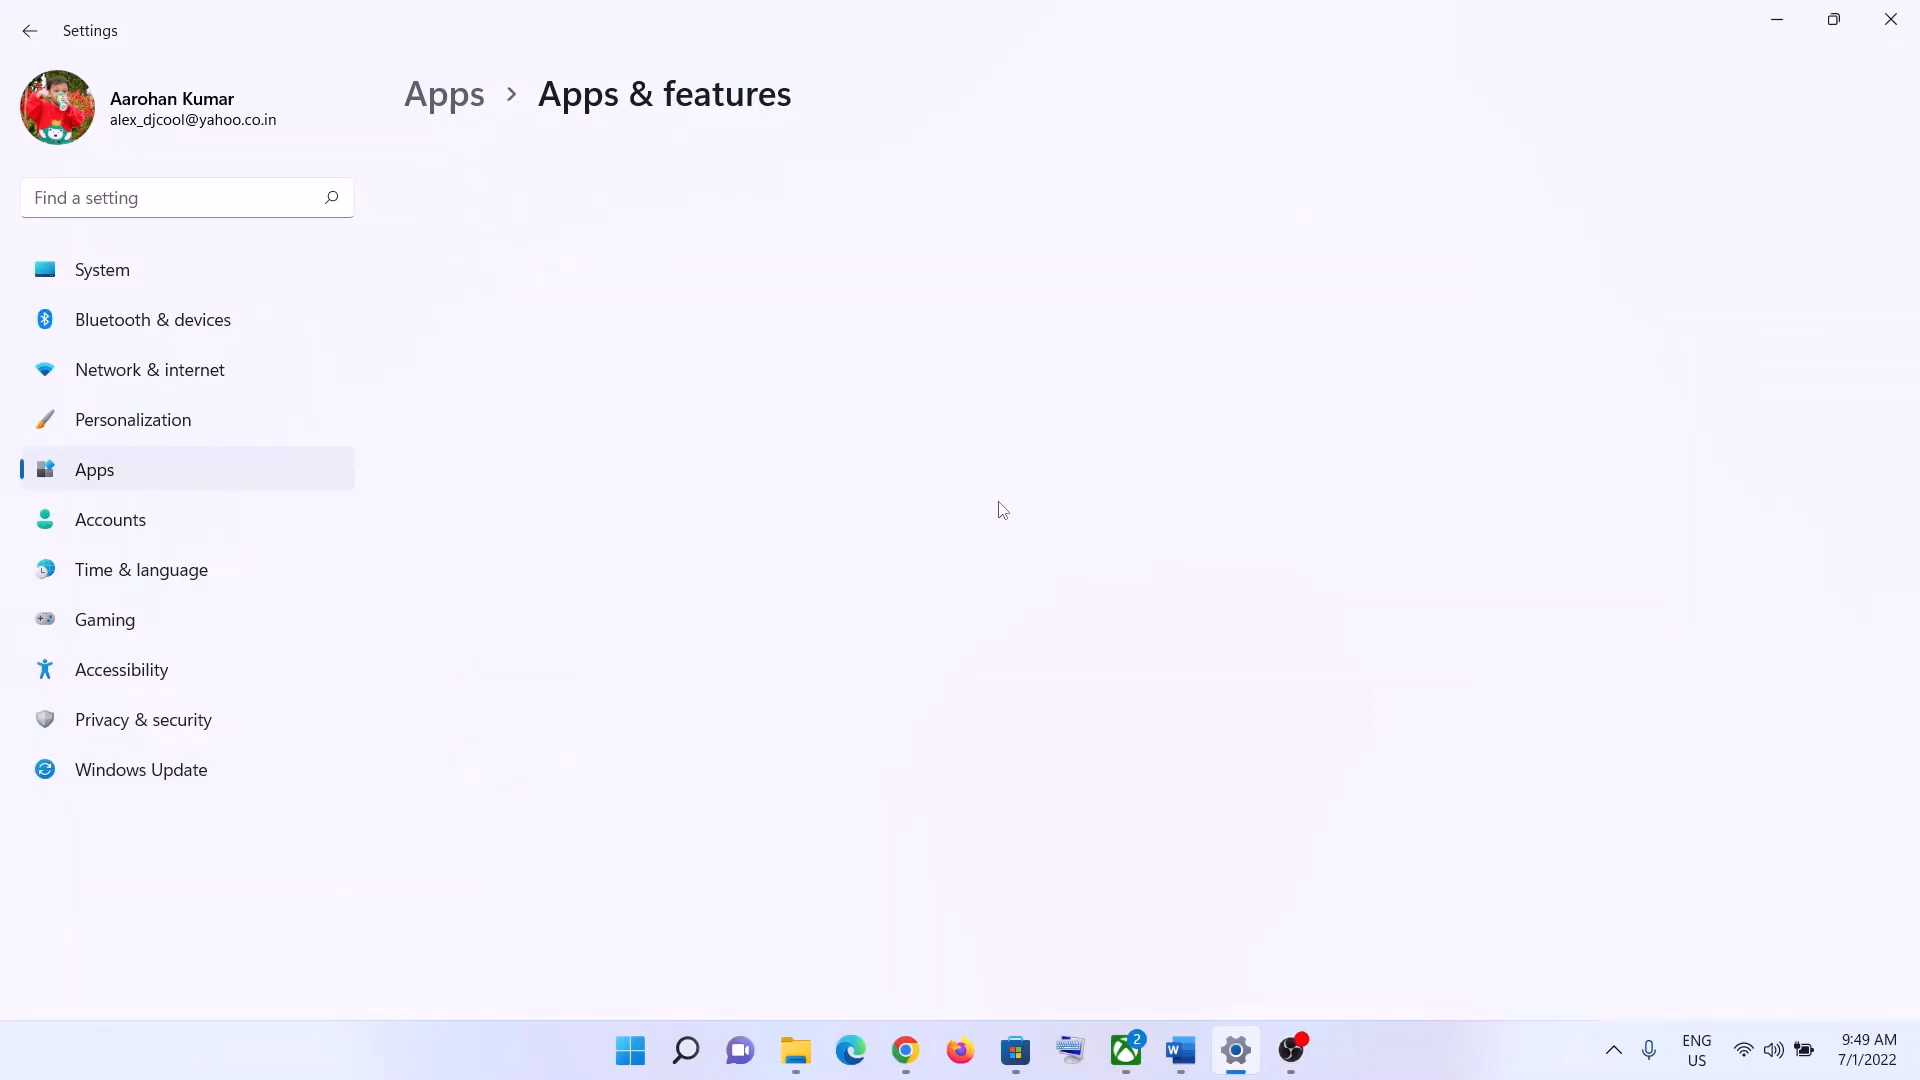 Settings
Aarohan Kumar
alex_djcool@yahoo.co.in
Apps > Apps & features
Find a setting
System
Bluetooth & devices
Network & internet
Personalization
Apps
Accounts
Time & language
Gaming
Accessibility
Privacy & security
Windows Update
2
W
ENG
US
9:49 AM
7/1/2022